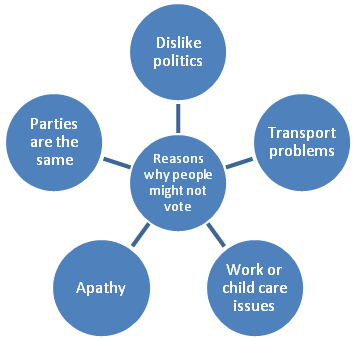 Dislike
politics
Parties
are the
same
Transport
problems
Reasons
why people
might not
vote
Apathy
Work or
child care
issues